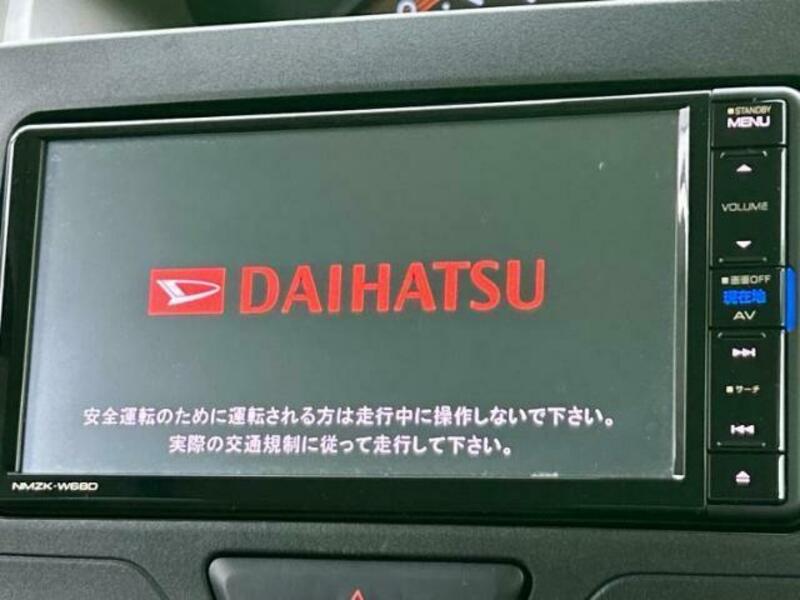 DAIHATSU
安全運転のために運転される方は走行中に操作しないで下さい。
実際の交通規制に従って走行して下さい。
NMZK-W68D
STANDBY
MENU
VOLUME
画面OFF
現在地
AV
サーチ